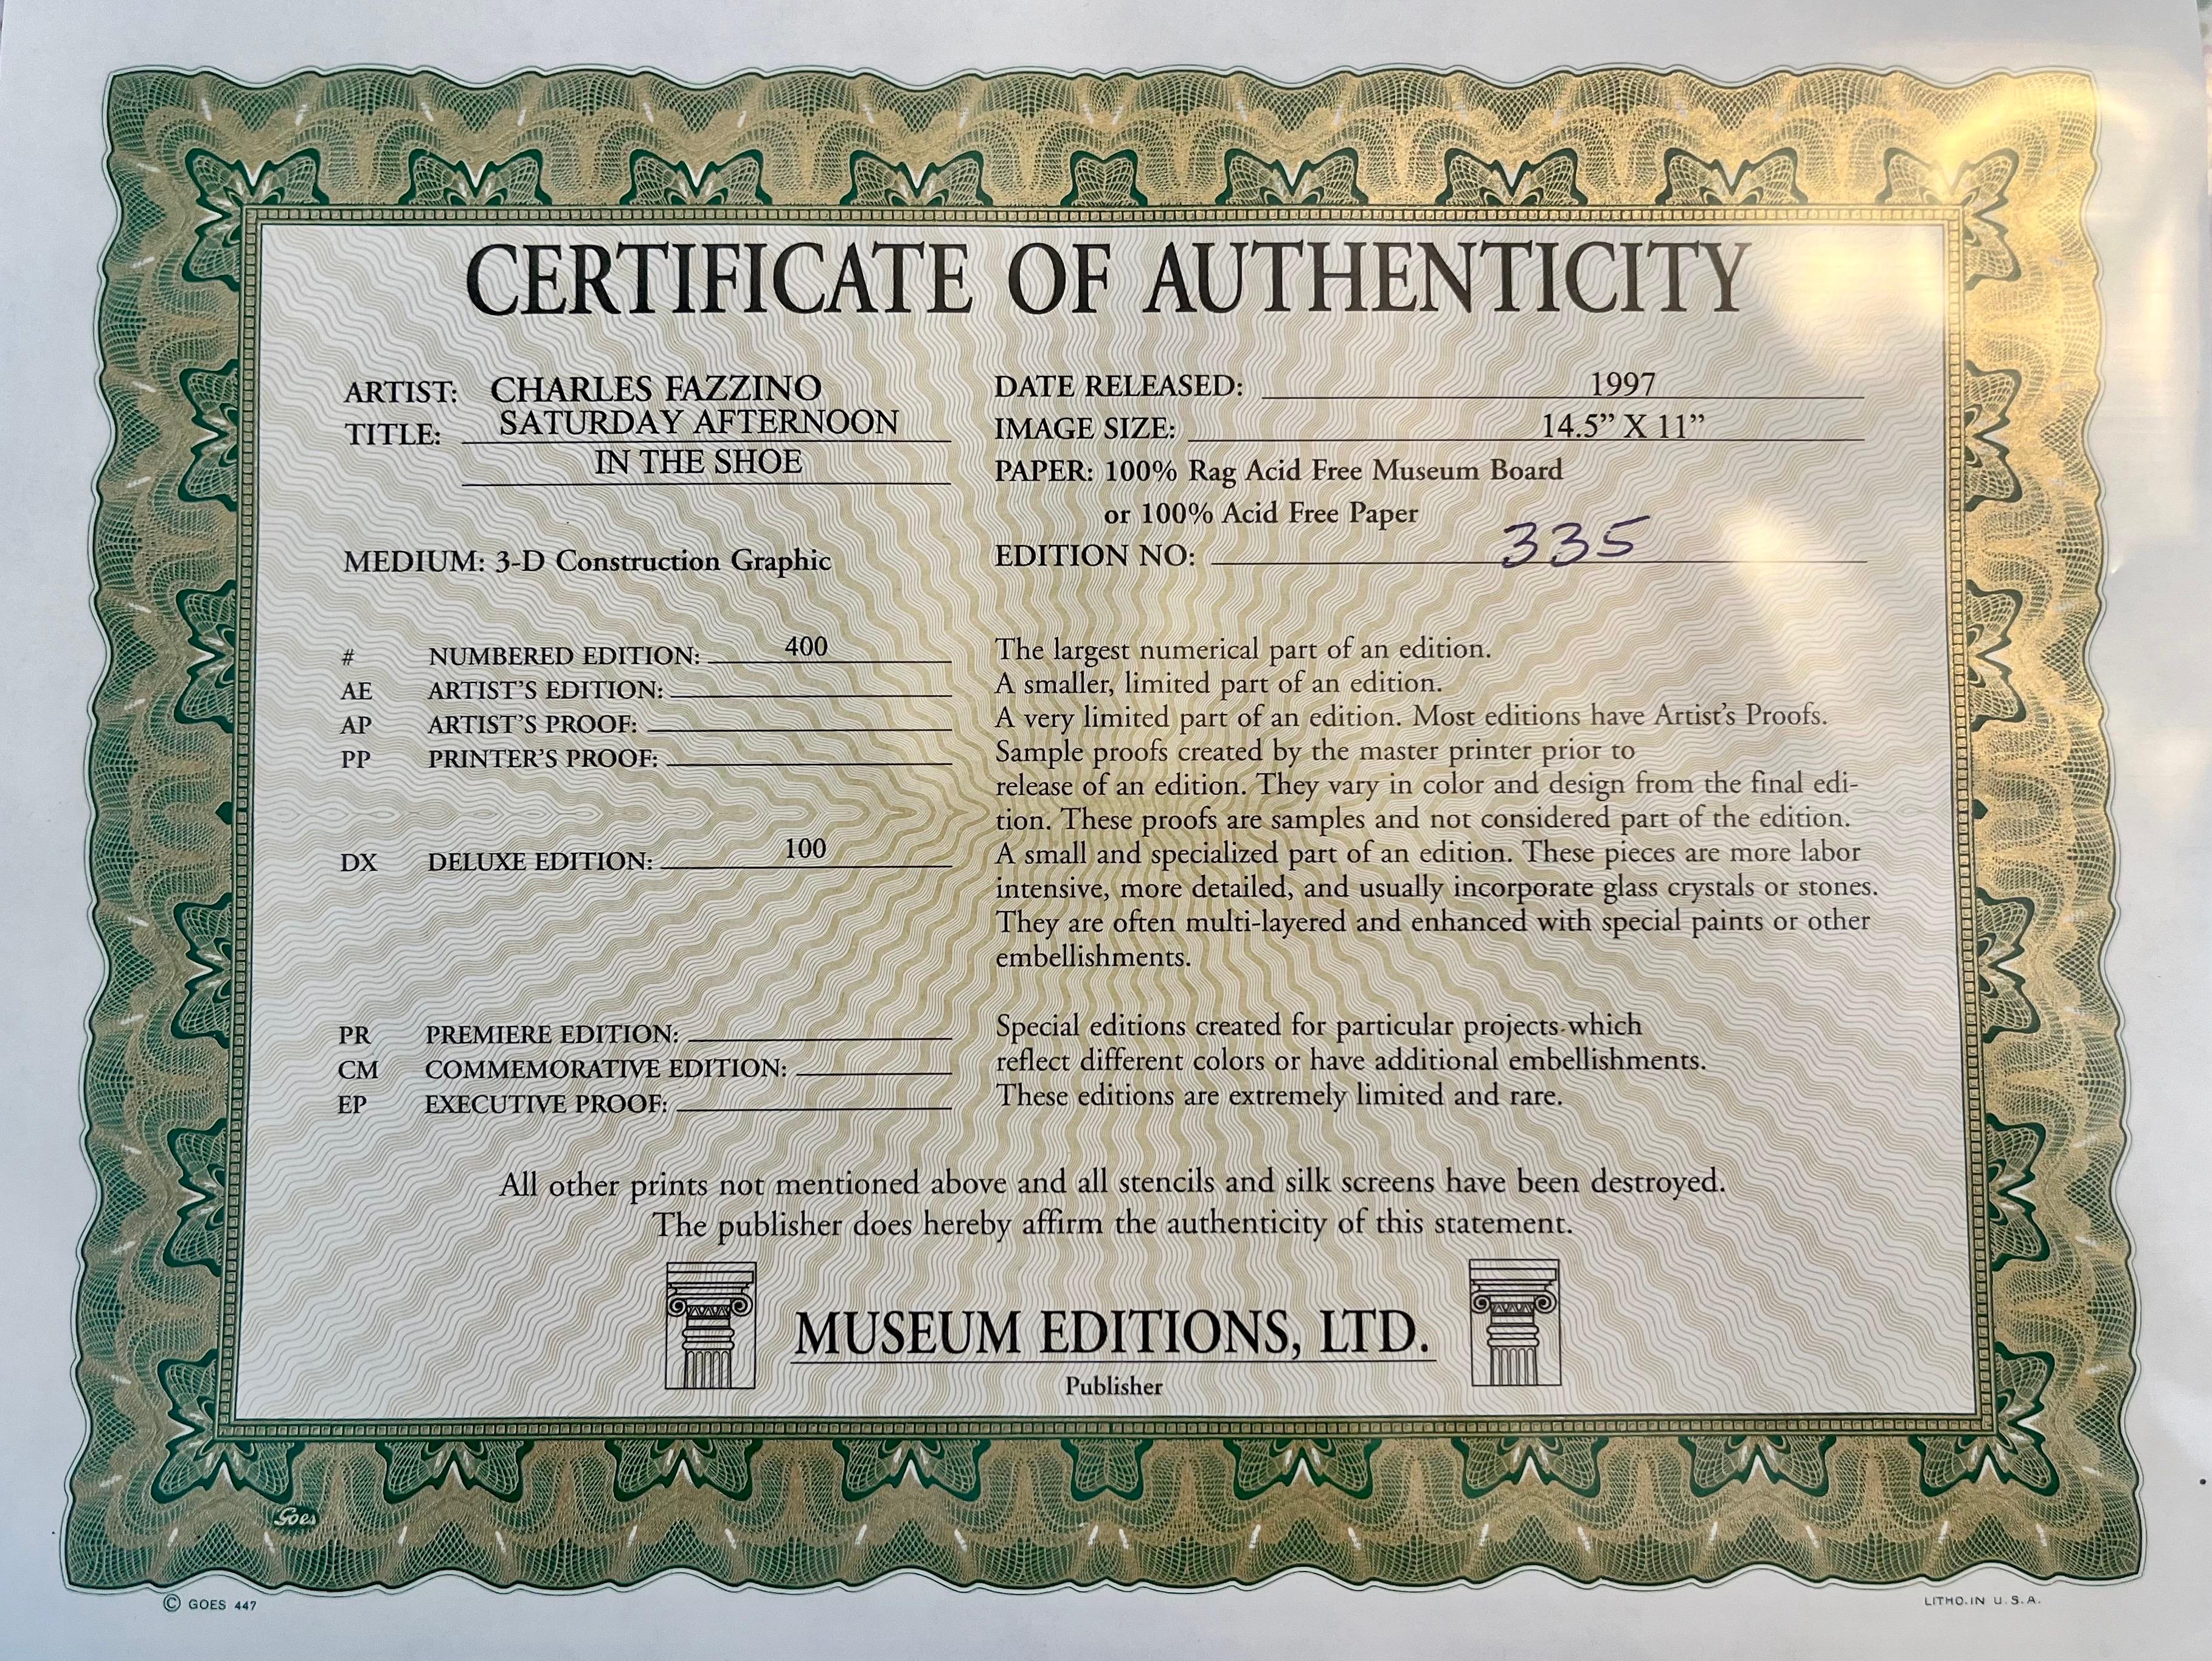 CERTIFICATE OF AUTHENTICITY
ARTIST: CHARLES FAZZINO
TITLE: SATURDAY AFTERNOON
IN THE SHOE
MEDIUM: 3-D Construction Graphic
DATE RELEASED: 1997
IMAGE SIZE: 14.5” X 11”
PAPER: 100% Rag Acid Free Museum Board
or 100% Acid Free Paper
EDITION NO: 335
# NUMBERED EDITION: 400
AE ARTIST’S EDITION:
AP ARTIST’S PROOF:
PP PRINTER’S PROOF:
DX DELUXE EDITION: 100
PR PREMIERE EDITION:
CM COMMEMORATIVE EDITION:
EP EXECUTIVE PROOF:
The largest numerical part of an edition.
A smaller, limited part of an edition.
A very limited part of an edition. Most editions have Artist’s Proofs.
Sample proofs created by the master printer prior to
release of an edition. They vary in color and design from the final edi-
tion. These proofs are samples and not considered part of the edition.
A small and specialized part of an edition. These pieces are more labor
intensive, more detailed, and usually incorporate glass crystals or stones.
They are often multi-layered and enhanced with special paints or other
embellishments.
Special editions created for particular projects which
reflect different colors or have additional embellishments.
These editions are extremely limited and rare.
All other prints not mentioned above and all stencils and silk screens have been destroyed.
The publisher does hereby affirm the authenticity of this statement.
MUSEUM EDITIONS, LTD.
Publisher
Goes
© GOES 447
LITHO. IN U. S. A.